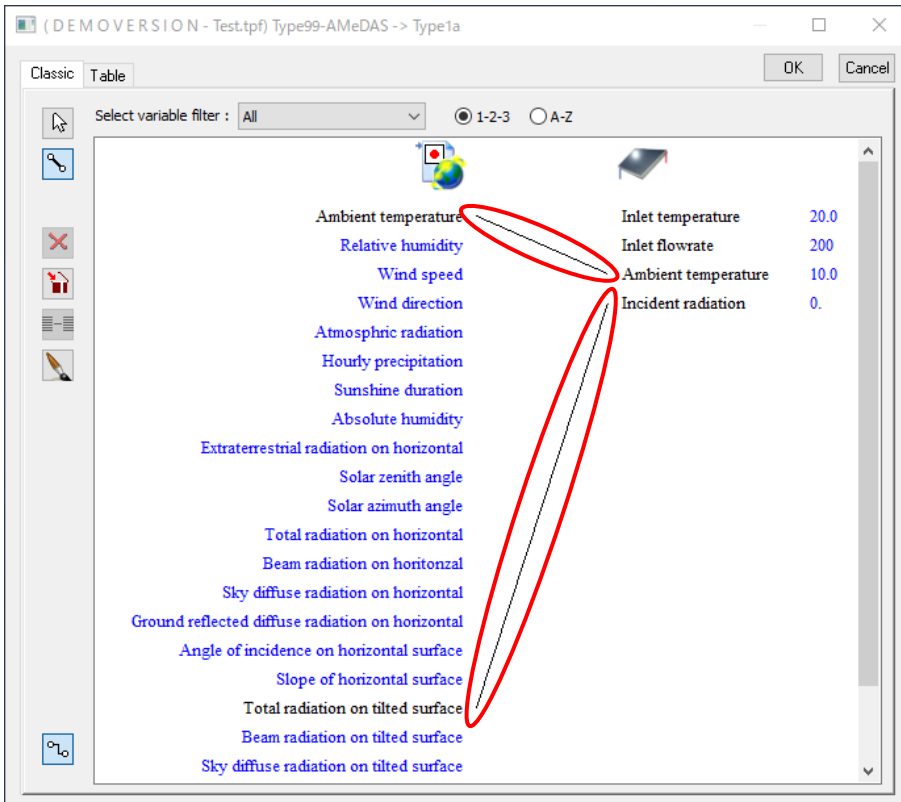 ( D E M O V E R S I O N - Test.tpf) Type99-AMeDAS -> Type1a
Classic Table OK Cancel
Select variable filter : All 1-2-3 A-Z
Ambient temperature Inlet temperature 20.0
Relative humidity Inlet flowrate 200
Wind speed Ambient temperature 10.0
Wind direction Incident radiation 0.
Atmosphric radiation
Hourly precipitation
Sunshine duration
Absolute humidity
Extraterrestrial radiation on horizontal
Solar zenith angle
Solar azimuth angle
Total radiation on horizontal
Beam radiation on horitonzal
Sky diffuse radiation on horizontal
Ground reflected diffuse radiation on horizontal
Angle of incidence on horizontal surface
Slope of horizontal surface
Total radiation on tilted surface
Beam radiation on tilted surface
Sky diffuse radiation on tilted surface